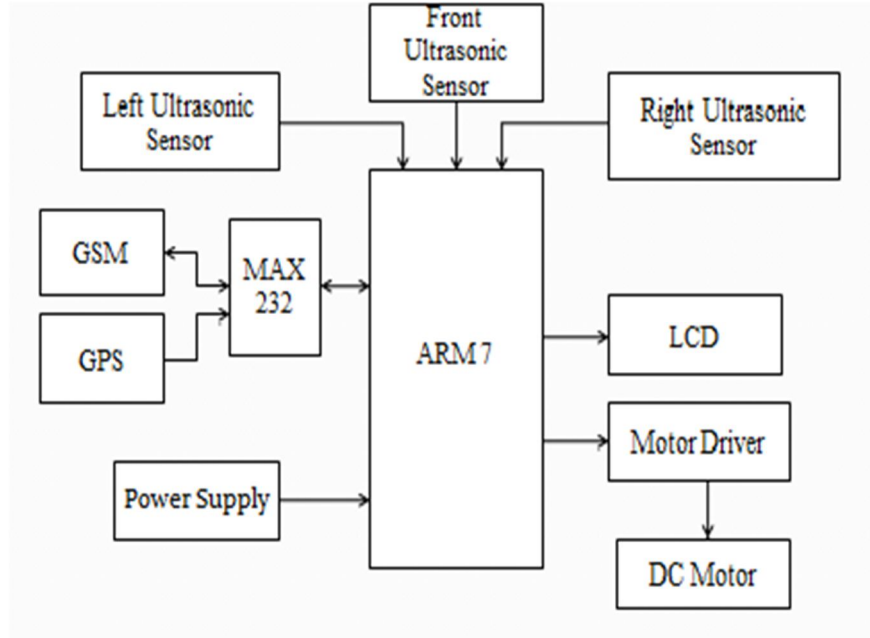 Front
Ultrasonic
Sensor
Left Ultrasonic
Sensor
Right Ultrasonic
Sensor
GSM
MAX
232
GPS
ARM 7
LCD
Motor Driver
Power Supply
DC Motor